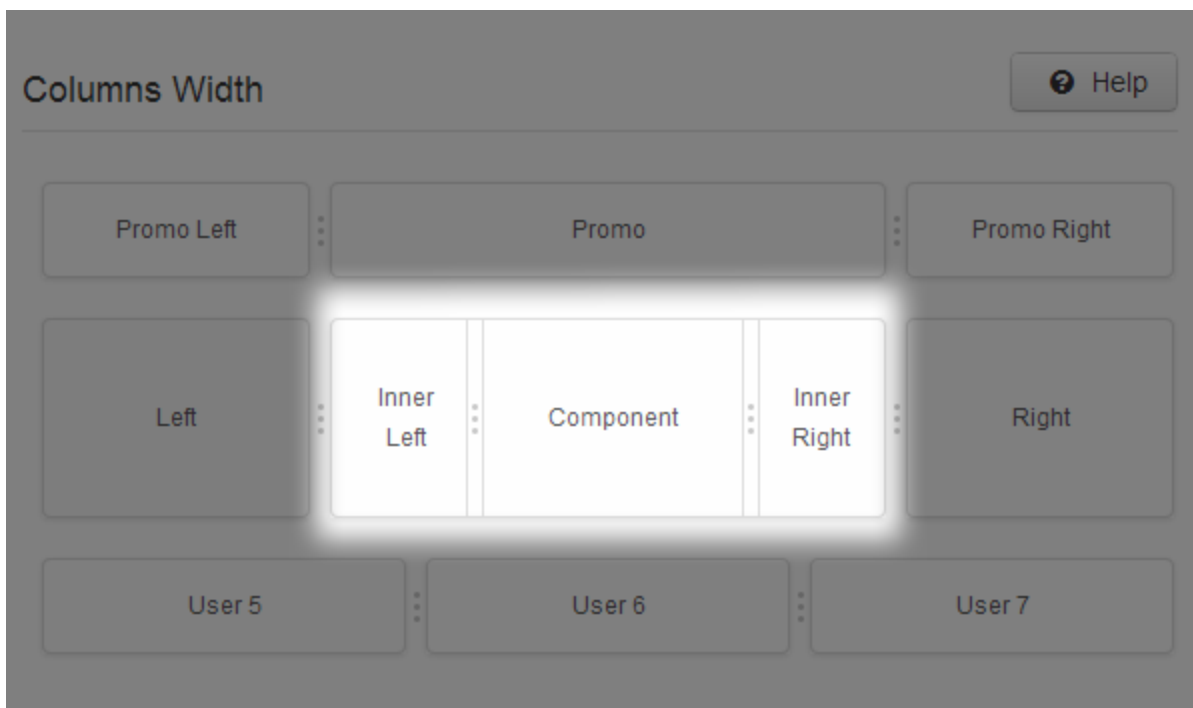 Columns Width
Help
Promo Left
Promo
Promo Right
Left
Inner
Left
Component
Inner
Right
Right
User 5
User 6
User 7